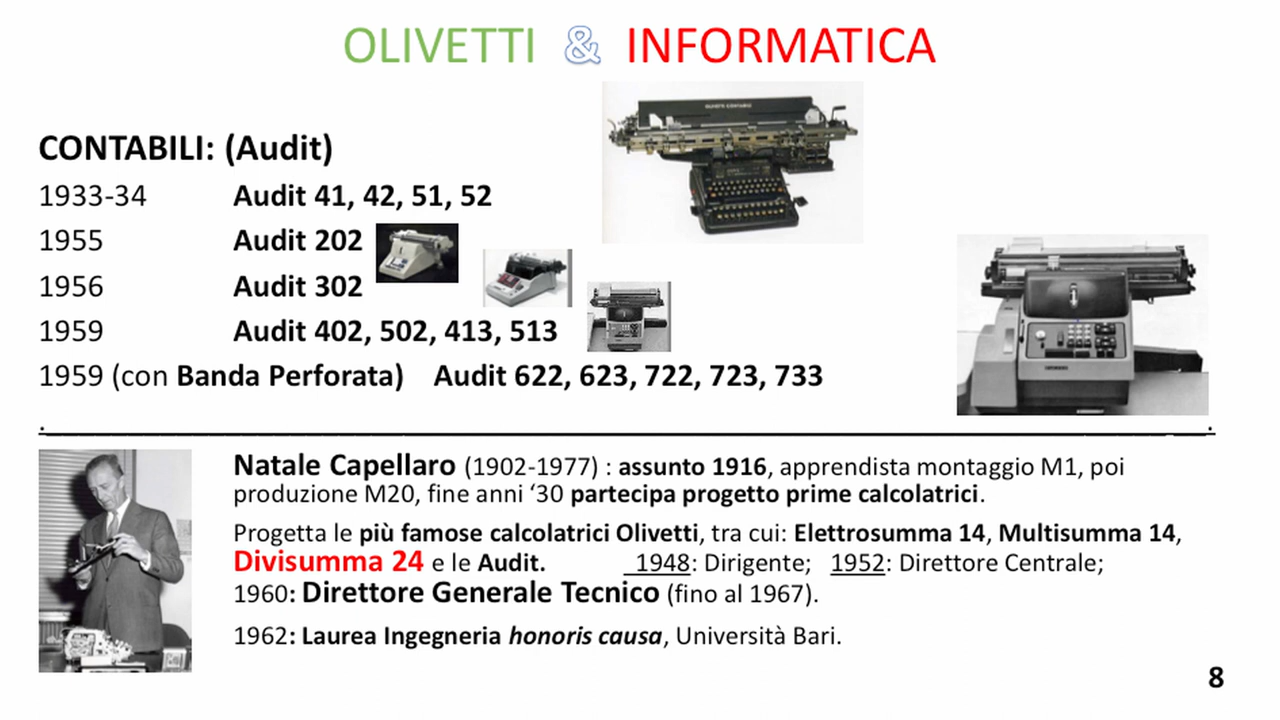 OLIVETTI & INFORMATICA
CONTABILI: (Audit)
1933-34 Audit 41, 42, 51, 52
1955 Audit 202
1956 Audit 302
1959 Audit 402, 502, 413, 513
1959 (con Banda Perforata) Audit 622, 623, 722, 723, 733
Natale Capellaro (1902-1977) : assunto 1916, apprendista montaggio M1, poi
produzione M20, fine anni ‘30 partecipa progetto prime calcolatrici.
Progetta le più famose calcolatrici Olivetti, tra cui: Elettrosumma 14, Multisumma 14,
Divisumma 24 e le Audit. 1948: Dirigente; 1952: Direttore Centrale;
1960: Direttore Generale Tecnico (fino al 1967).
1962: Laurea Ingegneria honoris causa, Università Bari.
8